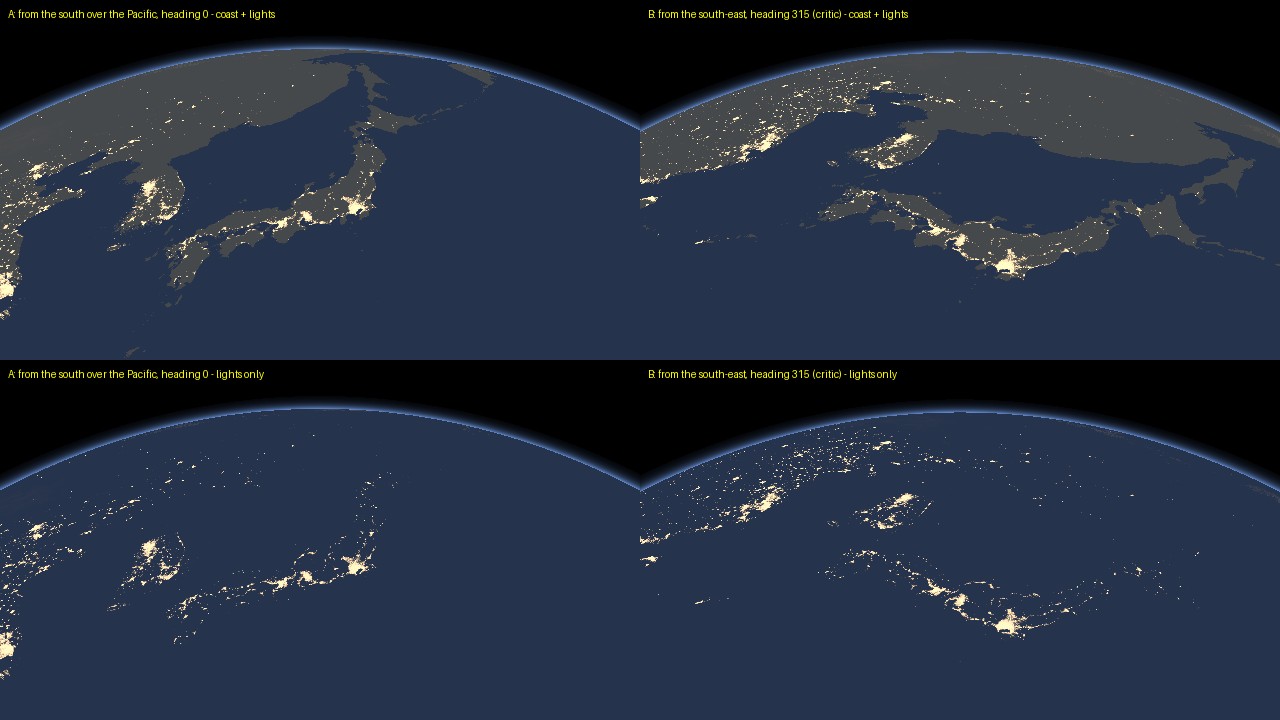 A: from the south over the Pacific, heading 0 - coast + lights
B: from the south-east, heading 315 (critic) - coast + lights
A: from the south over the Pacific, heading 0 - lights only
B: from the south-east, heading 315 (critic) - lights only